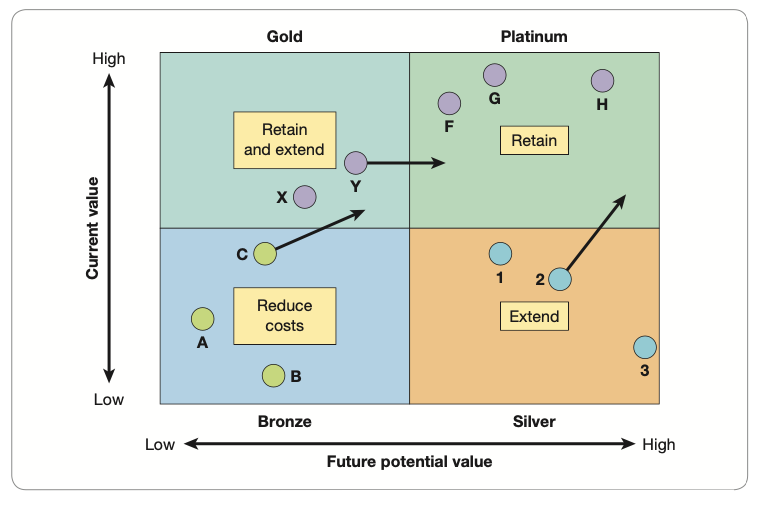 Gold
Platinum
High
G
H
F
Retain
and extend
Retain
Y
X
Current value
C
1
2
Reduce
costs
Extend
A
B
3
Low
Bronze
Silver
Low
High
Future potential value